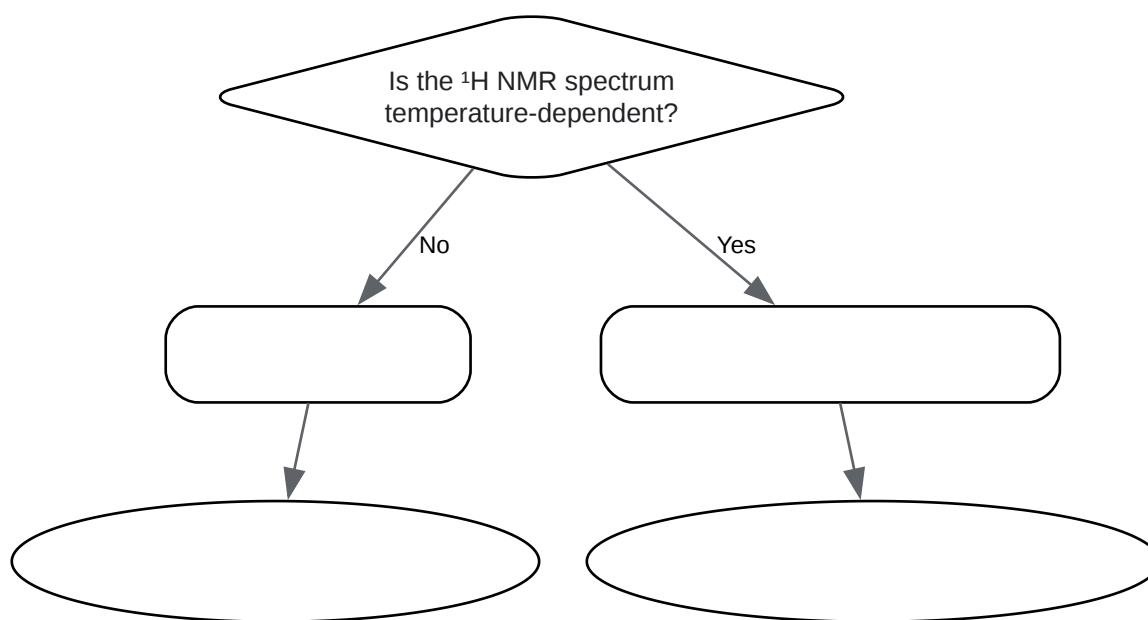 Is the ¹H NMR spectrum
temperature-dependent?
No
Yes